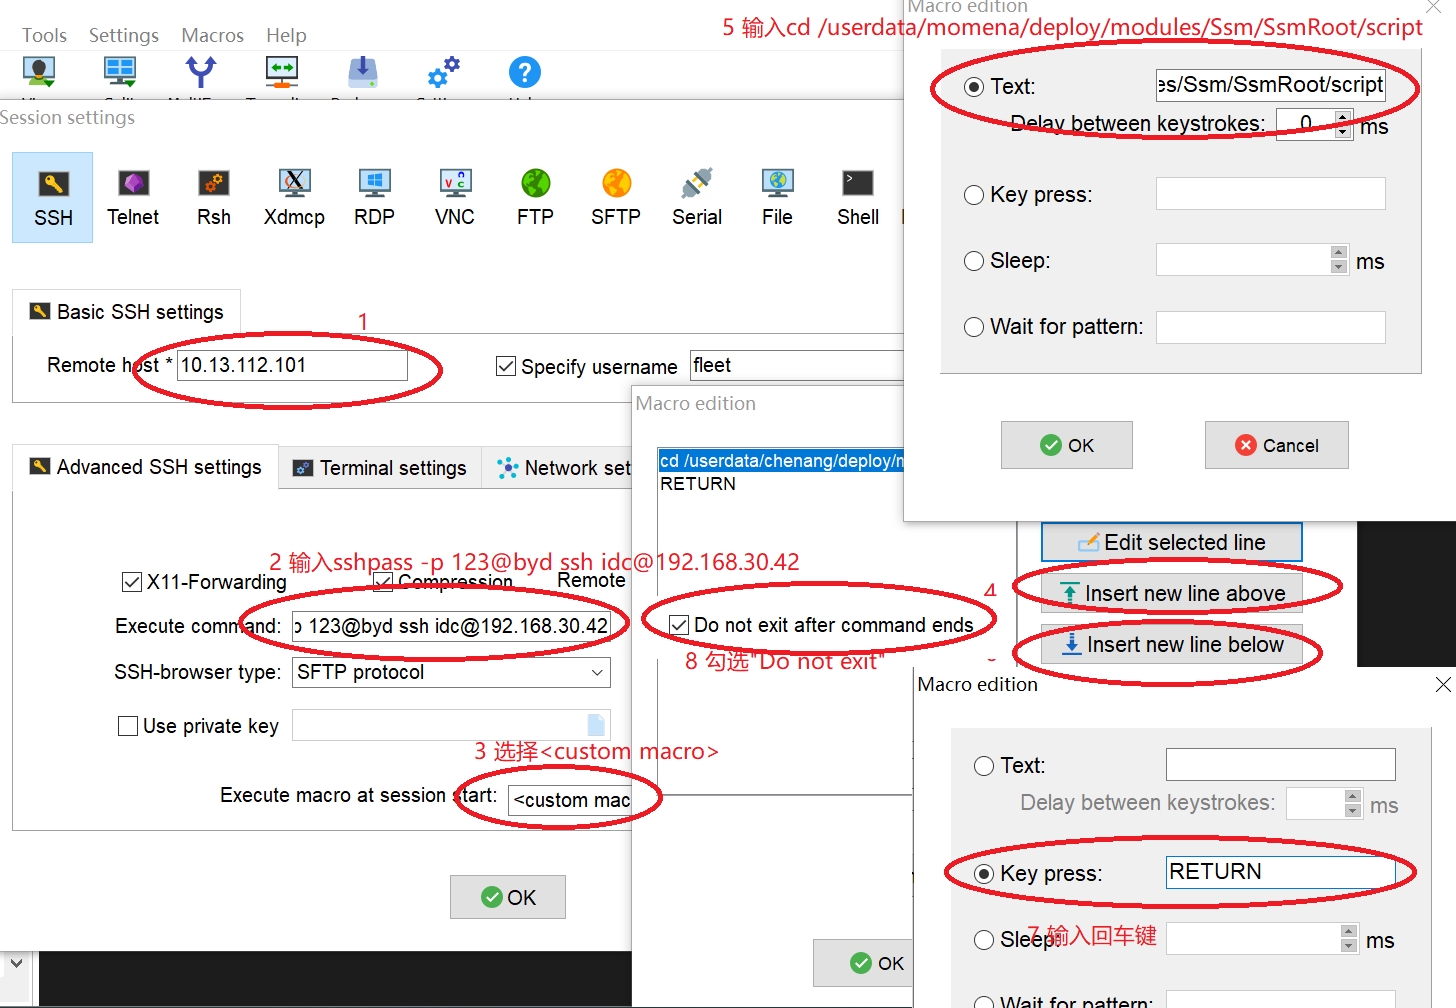 Macro edition
5 输入cd /userdata/momena/deploy/modules/Ssm/SsmRoot/script
Tools Settings Macros Help
Session settings
Text: es/Ssm/SsmRoot/script
Delay between keystrokes: 0 ms
Key press:
Sleep: ms
Wait for pattern:
OK Cancel
SSH Telnet Rsh Xdmcp RDP VNC FTP SFTP Serial File Shell
Basic SSH settings
1
Remote host * 10.13.112.101 Specify username fleet
Macro edition
cd /userdata/chenang/deploy/m
RETURN
Advanced SSH settings Terminal settings Network set
2 输入sshpass -p 123@byd ssh idc@192.168.30.42
X11-Forwarding Compression Remote
Execute command: p 123@byd ssh idc@192.168.30.42
SSH-browser type: SFTP protocol
Use private key
3 选择<custom macro>
Execute macro at session start: <custom mac
OK
Do not exit after command ends
8 勾选"Do not exit"
4
Edit selected line
Insert new line above
Insert new line below
OK
Macro edition
Text:
Delay between keystrokes: ms
Key press: RETURN
7 输入回车键
Sleep: ms
Wait for pattern: